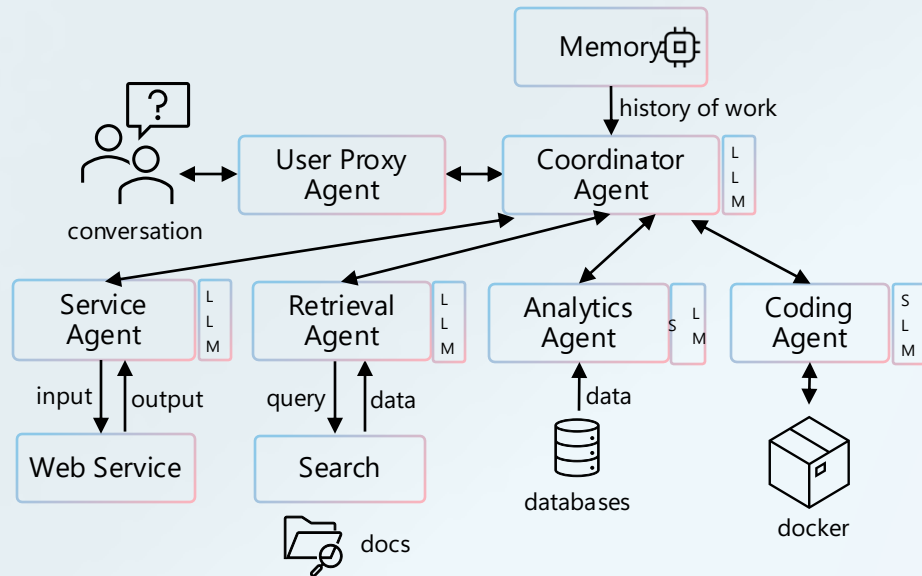 Memory
history of work
?
User Proxy
Agent
Coordinator
Agent
L
L
M
conversation
Service
Agent
L
L
M
Retrieval
Agent
L
L
M
Analytics
Agent
S L
M
Coding
Agent
S
L
M
input
output
query
data
data
Web Service
Search
databases
docker
docs